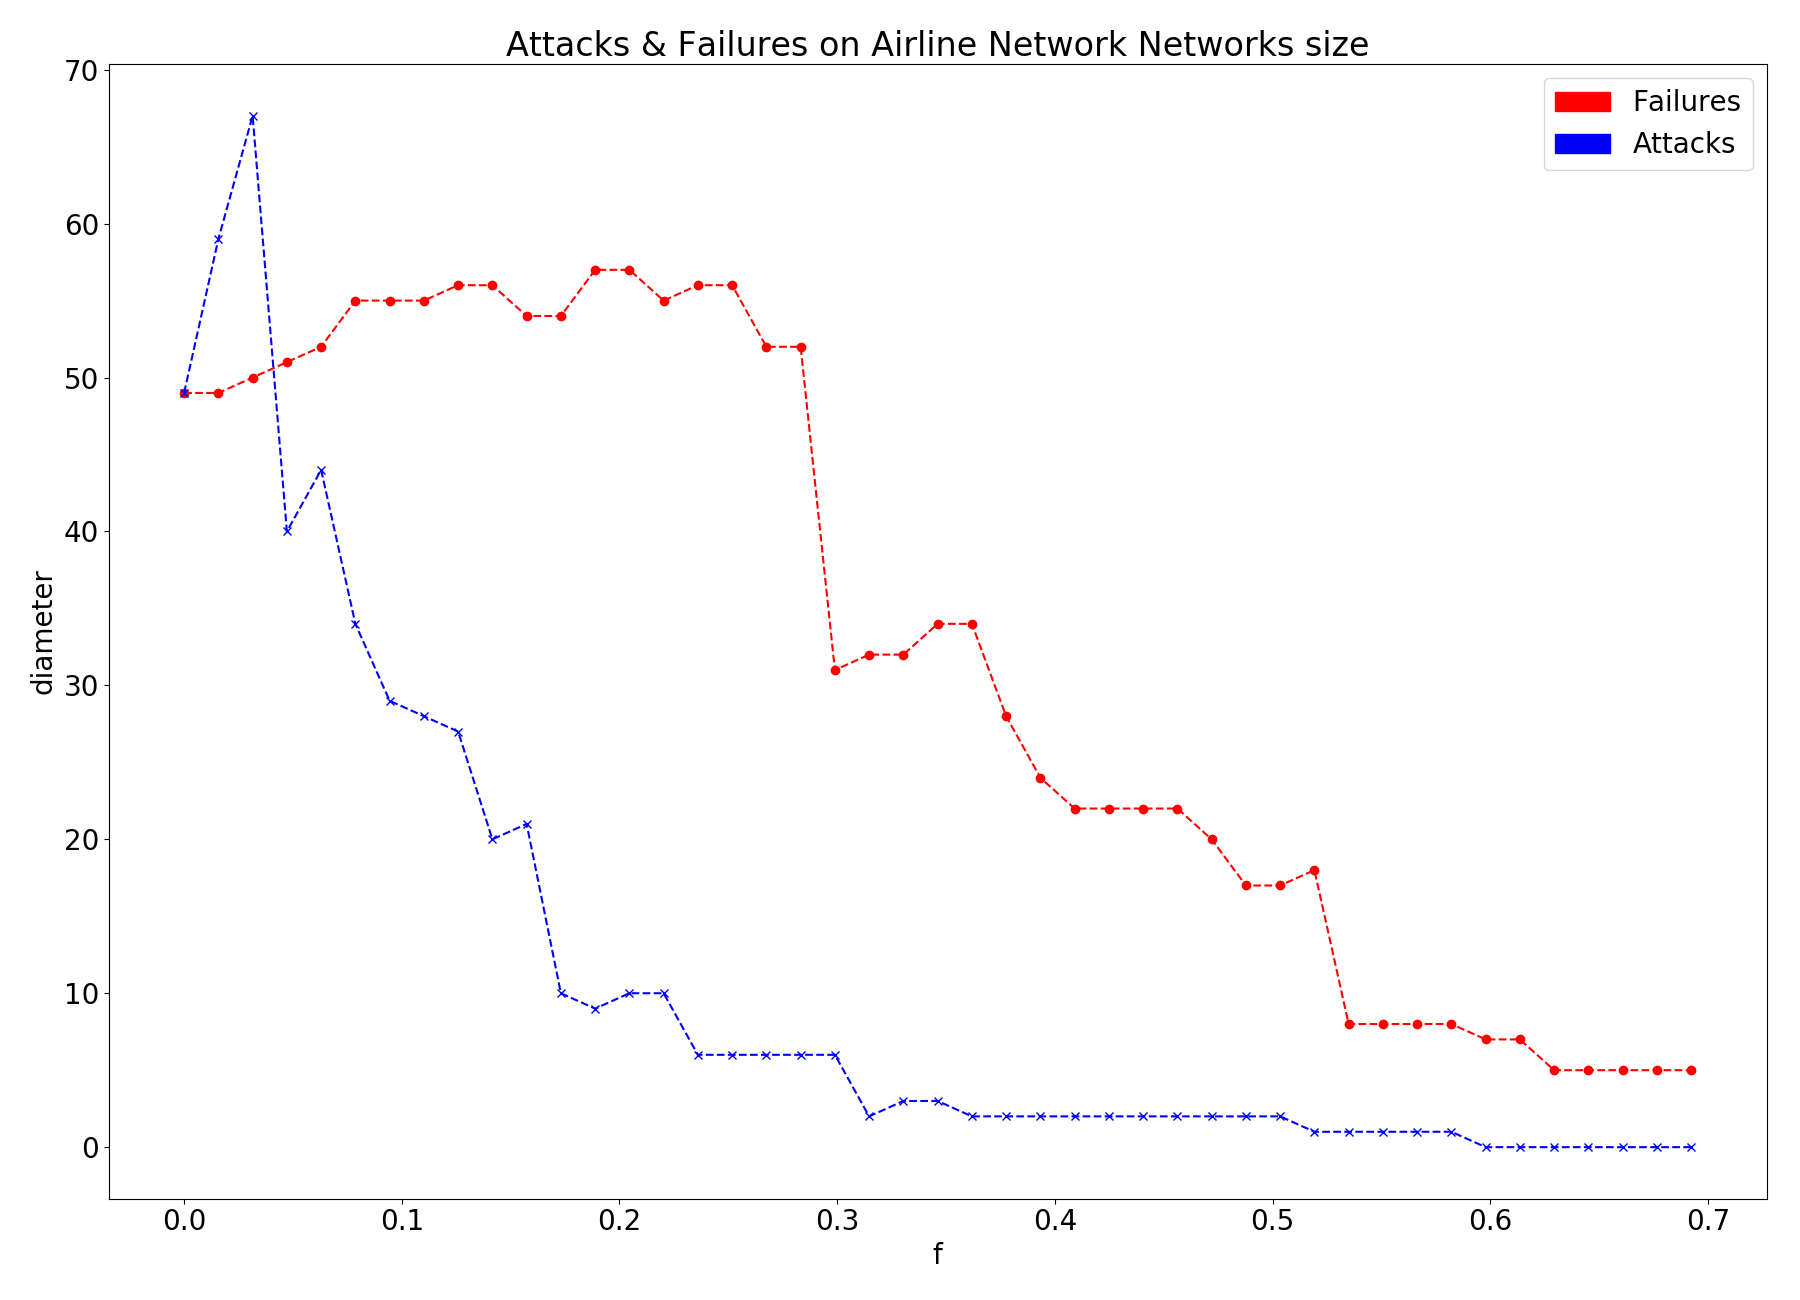 Attacks & Failures on Airline Network Networks size
70
60
50
40
30
20
10
0
diameter
Failures
Attacks
0.0 0.1 0.2 0.3 0.4 0.5 0.6 0.7
f